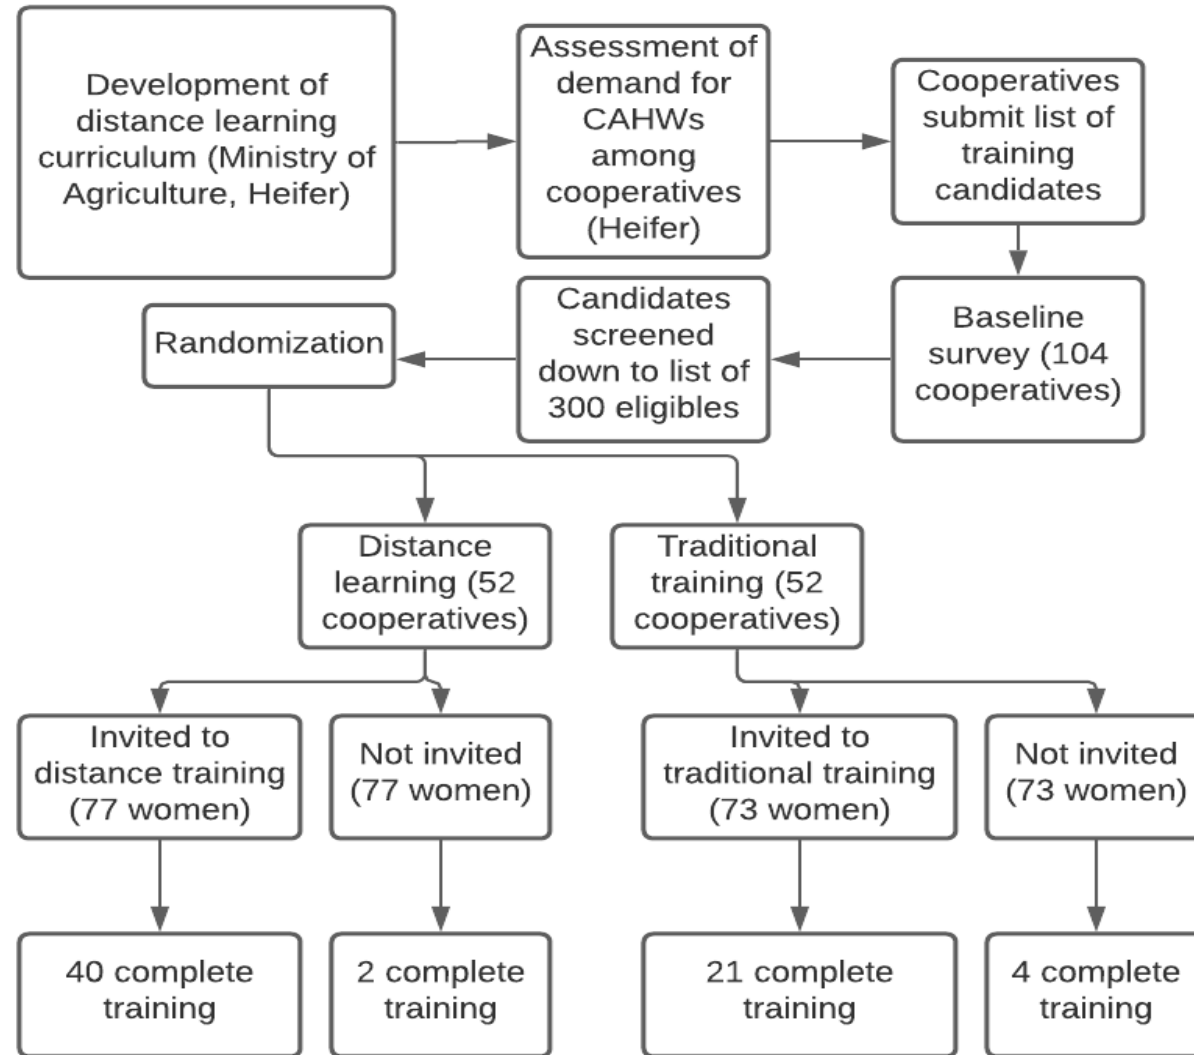 Development of
distance learning
curriculum (Ministry of
Agriculture, Heifer)
Assessment of
demand for
CAHWs
among
cooperatives
(Heifer)
Cooperatives
submit list of
training
candidates
Baseline
survey (104
cooperatives)
Candidates
screened
down to list of
300 eligibles
Randomization
Distance
learning (52
cooperatives)
Traditional
training (52
cooperatives)
Invited to
distance training
(77 women)
Not invited
(77 women)
Invited to
traditional training
(73 women)
Not invited
(73 women)
40 complete
training
2 complete
training
21 complete
training
4 complete
training